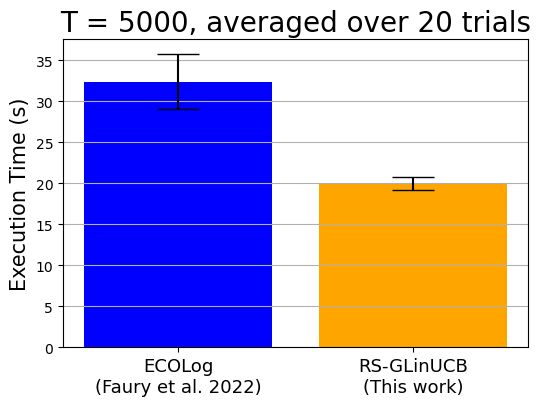 T = 5000, averaged over 20 trials
Execution Time (s)
35
30
25
20
15
10
5
0
ECOLog
(Faury et al. 2022)
RS-GLinUCB
(This work)